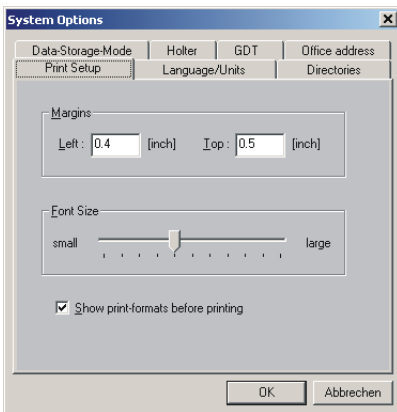 System Options
Data-Storage-Mode Holter GDT Office address
Print Setup Language/Units Directories
Margins
Left : 0.4 [inch] Top : 0.5 [inch]
Font Size
small large
Show print-formats before printing
OK Abbrechen